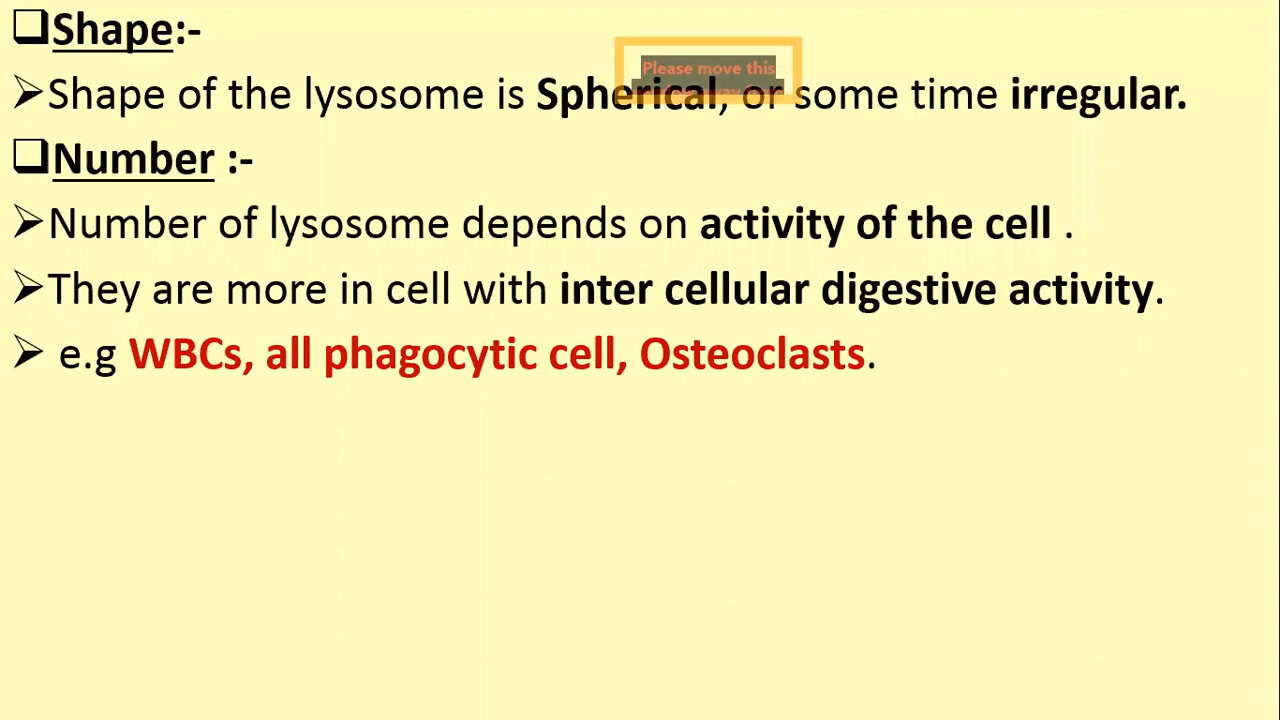 Shape:-
Please move this
Shape of the lysosome is Spherical, or some time irregular.
Number :-
Number of lysosome depends on activity of the cell .
They are more in cell with inter cellular digestive activity.
e.g WBCs, all phagocytic cell, Osteoclasts.